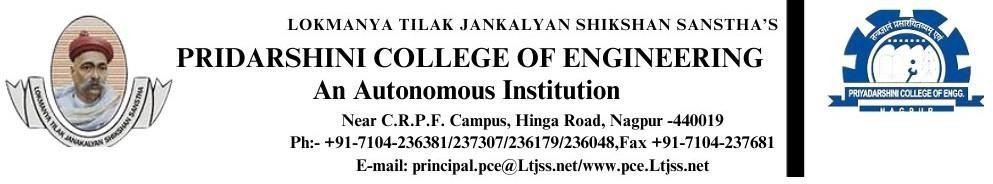 LOKMANYA TILAK JANKALYAN SHIKSHAN SANSTHA'S
PRIDARSHINI COLLEGE OF ENGINEERING
An Autonomous Institution
Near C.R.P.F. Campus, Hinga Road, Nagpur -440019
Ph:- +91-7104-236381/237307/236179/236048,Fax +91-7104-237681
E-mail: principal.pce@Ltjss.net/www.pce.Ltjss.net
LOKMANYA TILAK JANAKALYAN SHIKSHAN SANSTHA
PRIYADARSHINI COLLEGE OF ENGG.
NAGPUR